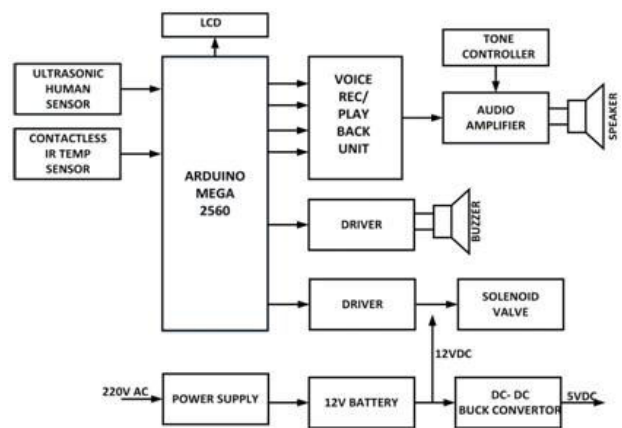 LCD
TONE
CONTROLLER
ULTRASONIC
HUMAN
SENSOR
CONTACTLESS
IR TEMP
SENSOR
ARDUINO
MEGA
2560
VOICE
REC/
PLAY
BACK
UNIT
AUDIO
AMPLIFIER
SPEAKER
DRIVER
BUZZER
DRIVER
SOLENOID
VALVE
12VDC
220V AC
POWER SUPPLY
12V BATTERY
DC- DC
BUCK CONVERTOR
5VDC